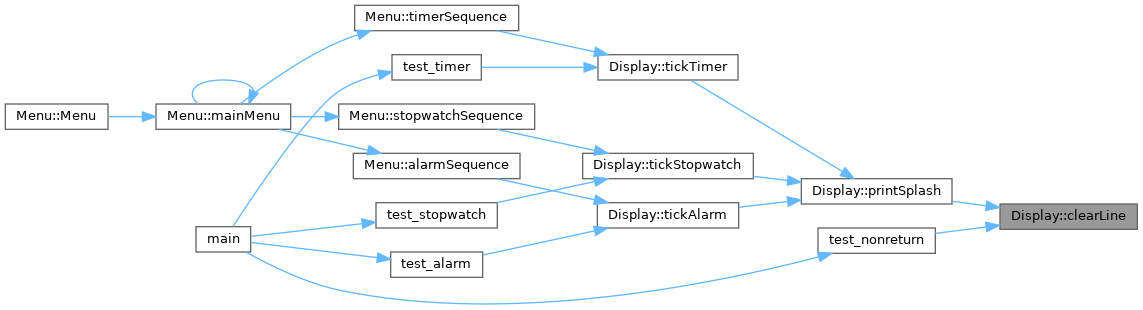 Menu::timerSequence
test_timer
Display::tickTimer
Menu::Menu
Menu::mainMenu
Menu::stopwatchSequence
Menu::alarmSequence
Display::tickStopwatch
Display::printSplash
test_stopwatch
Display::tickAlarm
Display::clearLine
main
test_nonreturn
test_alarm